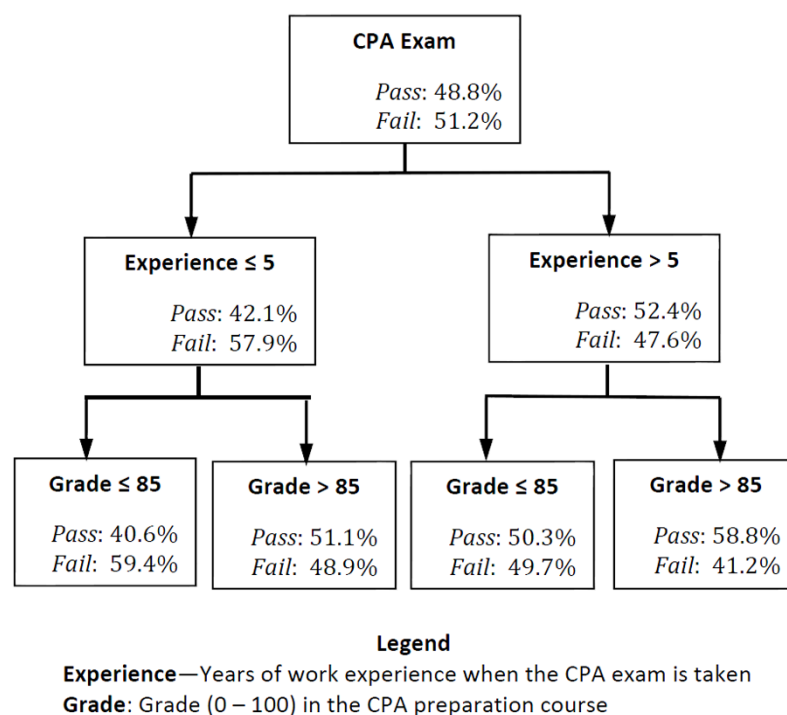 CPA Exam
Pass: 48.8%
Fail: 51.2%
Experience ≤ 5
Pass: 42.1%
Fail: 57.9%
Experience > 5
Pass: 52.4%
Fail: 47.6%
Grade ≤ 85
Pass: 40.6%
Fail: 59.4%
Grade > 85
Pass: 51.1%
Fail: 48.9%
Grade ≤ 85
Pass: 50.3%
Fail: 49.7%
Grade > 85
Pass: 58.8%
Fail: 41.2%
Legend
Experience—Years of work experience when the CPA exam is taken
Grade: Grade (0 – 100) in the CPA preparation course